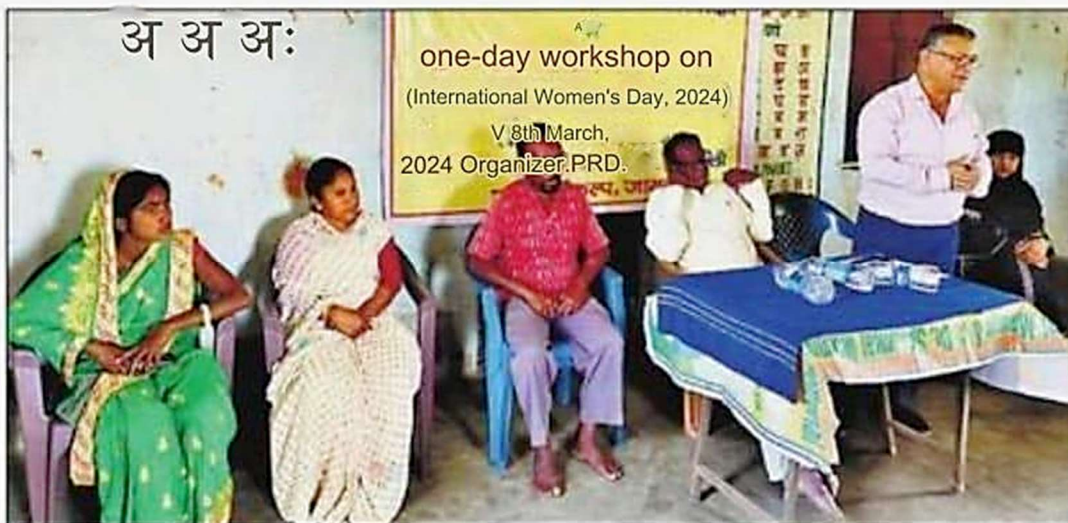 अ अ अः
A
one-day workshop on
(International Women's Day, 2024)
V 8th March,
2024 Organizer.PRD.